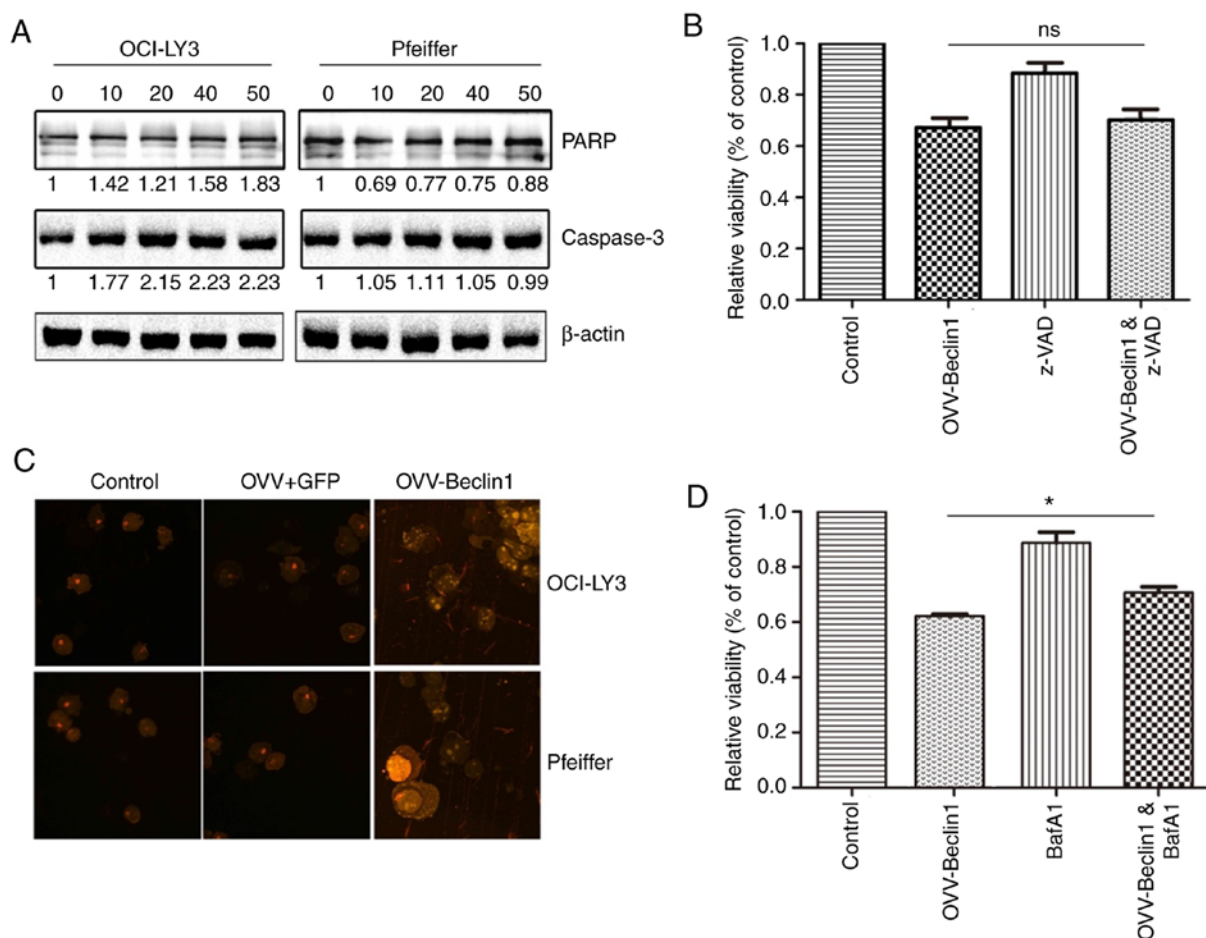 A
OCI-LY3
Pfeiffer
0 10 20 40 50
0 10 20 40 50
PARP
1 1.42 1.21 1.58 1.83
1 0.69 0.77 0.75 0.88
Caspase-3
1 1.77 2.15 2.23 2.23
1 1.05 1.11 1.05 0.99
β-actin
B
ns
Relative viability (% of control)
1.0
0.8
0.6
0.4
0.2
0.0
Control
OVV-Beclin1
z-VAD
OVV-Beclin1 &
z-VAD
C
Control
OVV+GFP
OVV-Beclin1
OCI-LY3
Pfeiffer
D
*
Relative viability (% of control)
1.0
0.8
0.6
0.4
0.2
0.0
Control
OVV-Beclin1
BafA1
OVV-Beclin1 &
BafA1